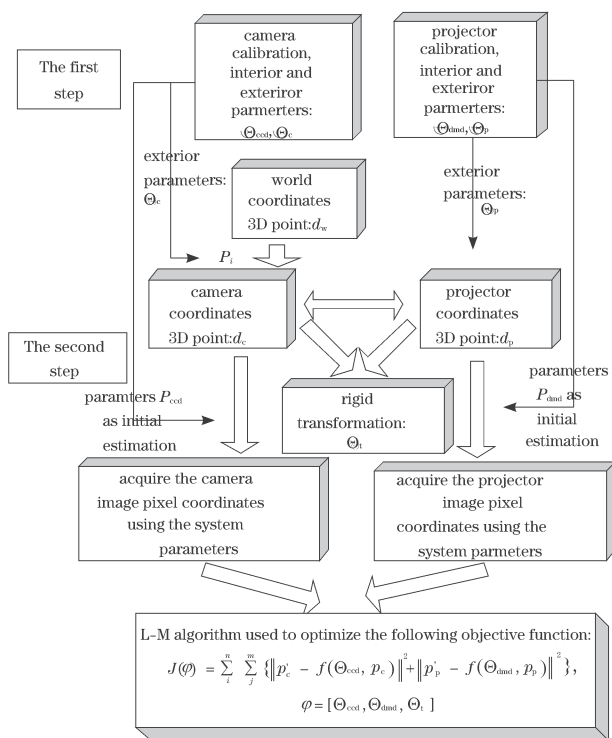 The first
step
camera
calibration,
interior and
exteriror
parmerters:
Θccd,Θc
projector
calibration,
interior and
exteriror
parmerters:
Θdmd,Θp
exterior
parameters:
Θc
world
coordinates
3D point:dw
exterior
parameters:
Θp
Pi
camera
coordinates
3D point:dc
projector
coordinates
3D point:dp
The second
step
paramters Pccd
as initial
estimation
rigid
transformation:
Θt
parameters
Pdmd as
initial
estimation
acquire the camera
image pixel coordinates
using the system
parameters
acquire the projector
image pixel
coordinates using the
system parmeters
L-M algorithm used to optimize the following objective function:
J(φ) = ∑ i n ∑ j m {‖p'c - f(Θccd, pc)‖²+‖p'p - f(Θdmd, pp)‖²},
φ=[Θccd,Θdmd, Θt]